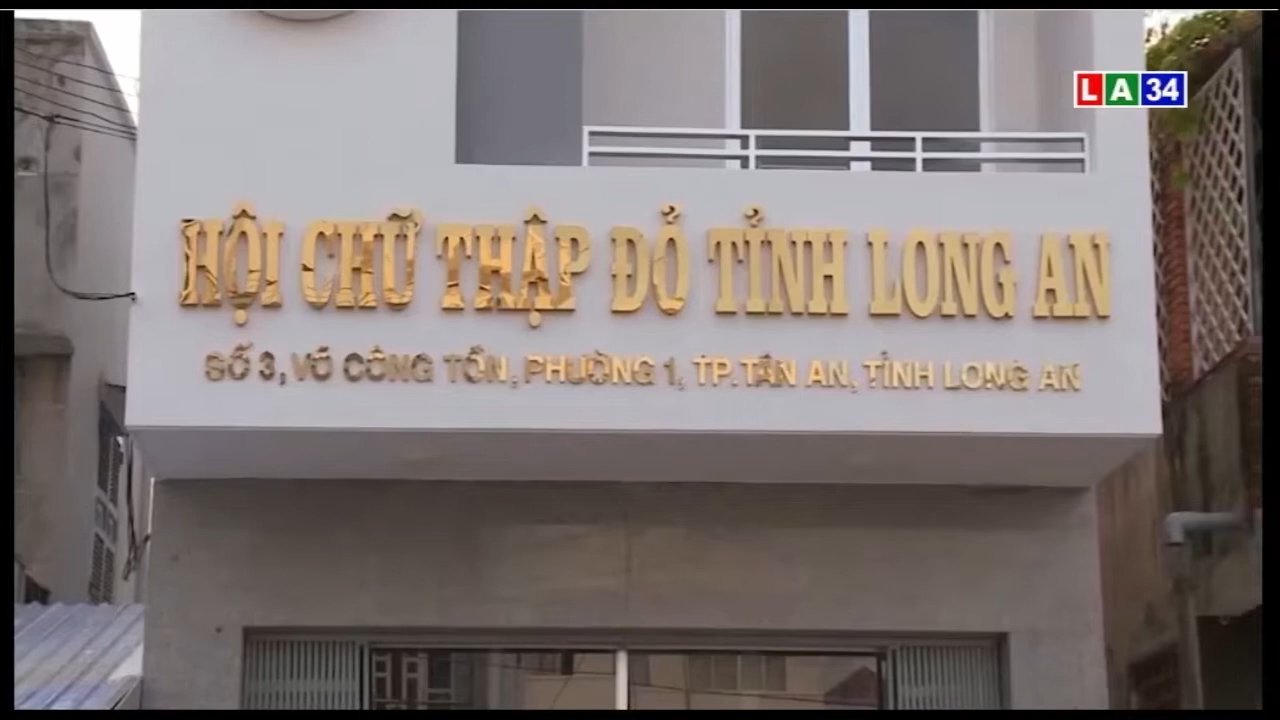 LA34
HỘI CHỮ THẬP ĐỎ TỈNH LONG AN
SỐ 3, VÕ CÔNG TỒN, PHƯỜNG 1, TP.TÂN AN, TỈNH LONG AN